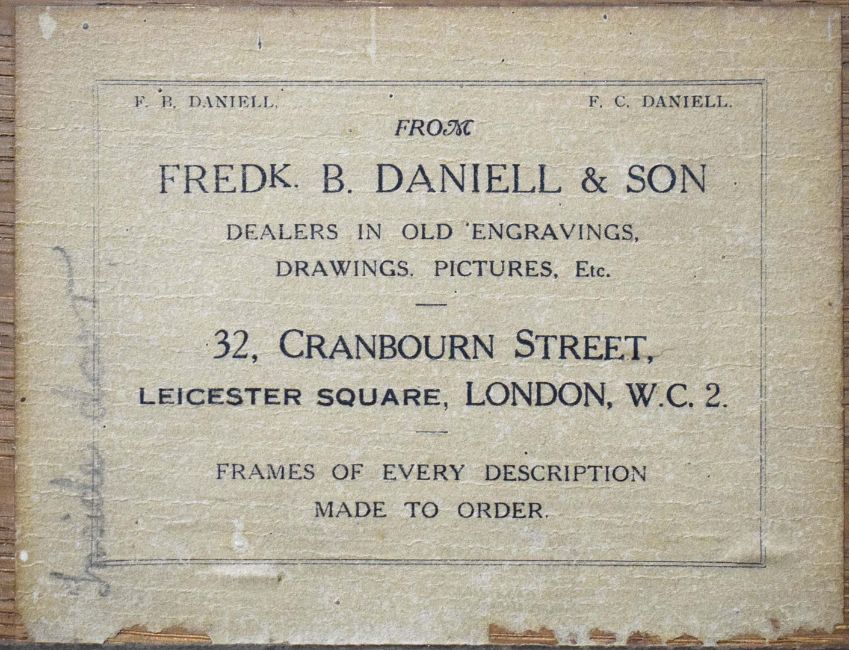 F. B. DANIELL. F. C. DANIELL.
FROM
FREDK. B. DANIELL & SON
DEALERS IN OLD ENGRAVINGS,
DRAWINGS. PICTURES, Etc.
32, CRANBOURN STREET,
LEICESTER SQUARE, LONDON, W.C. 2.
FRAMES OF EVERY DESCRIPTION
MADE TO ORDER.
Inside